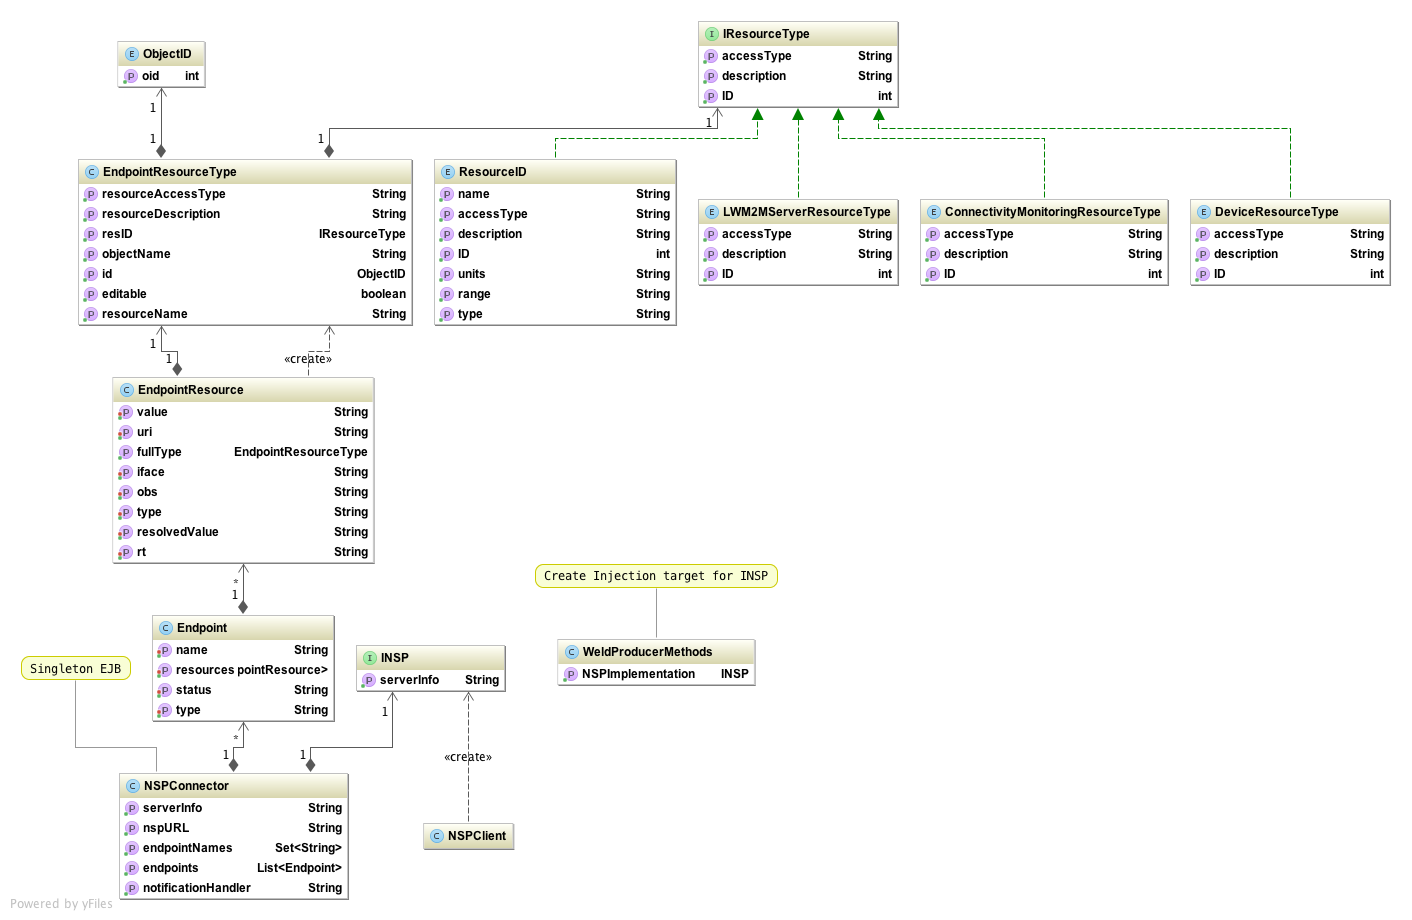 E ObjectID
P oid int
I IResourceType
P accessType String
P description String
P ID int
1
1
1
1
C EndpointResourceType
P resourceAccessType String
P resourceDescription String
P resID IResourceType
P objectName String
P id ObjectID
P editable boolean
P resourceName String
E ResourceID
P name String
P accessType String
P description String
P ID int
P units String
P range String
P type String
E LWM2MServerResourceType
P accessType String
P description String
P ID int
E ConnectivityMonitoringResourceType
P accessType String
P description String
P ID int
E DeviceResourceType
P accessType String
P description String
P ID int
1
1
«create»
C EndpointResource
P value String
P uri String
P fullType EndpointResourceType
P iface String
P obs String
P type String
P resolvedValue String
P rt String
*
1
Create Injection target for INSP
C Endpoint
P name String
P resources pointResource>
P status String
P type String
Singleton EJB
I INSP
P serverInfo String
C WeldProducerMethods
P NSPImplementation INSP
*
1
1
1
«create»
C NSPConnector
P serverInfo String
P nspURL String
P endpointNames Set<String>
P endpoints List<Endpoint>
P notificationHandler String
C NSPClient
Powered by yFiles